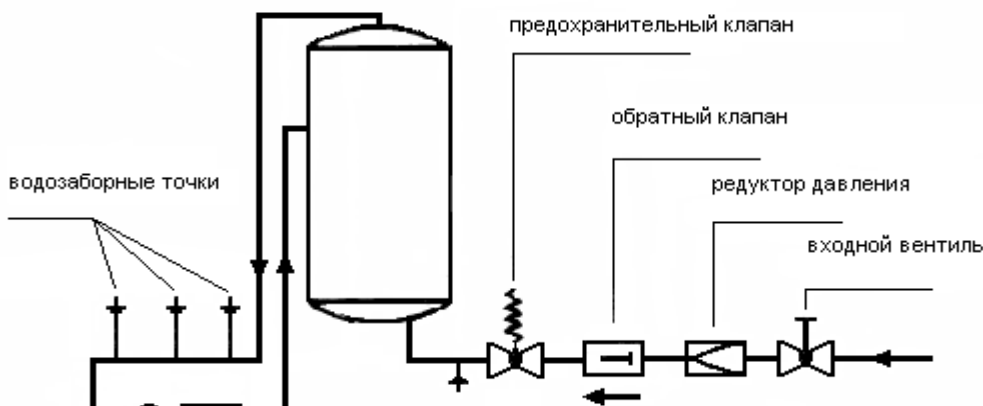 предохранительный клапан
обратный клапан
водозаборные точки
редуктор давления
входной вентиль